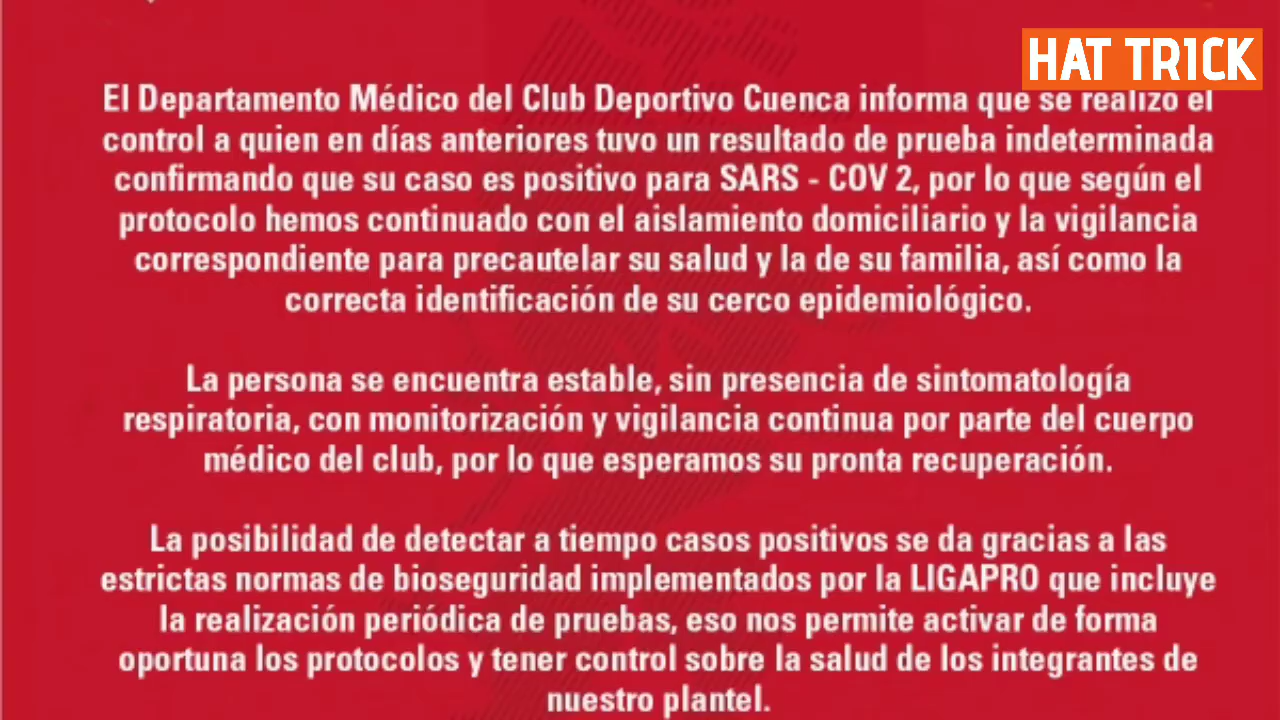 HAT TRICK
El Departamento Médico del Club Deportivo Cuenca informa que se realizó el
control a quien en días anteriores tuvo un resultado de prueba indeterminada
confirmando que su caso es positivo para SARS - COV 2, por lo que según el
protocolo hemos continuado con el aislamiento domiciliario y la vigilancia
correspondiente para precautelar su salud y la de su familia, así como la
correcta identificación de su cerco epidemiológico.
La persona se encuentra estable, sin presencia de sintomatología
respiratoria, con monitorización y vigilancia continua por parte del cuerpo
médico del club, por lo que esperamos su pronta recuperación.
La posibilidad de detectar a tiempo casos positivos se da gracias a las
estrictas normas de bioseguridad implementados por la LIGAPRO que incluye
la realización periódica de pruebas, eso nos permite activar de forma
oportuna los protocolos y tener control sobre la salud de los integrantes de
nuestro plantel.